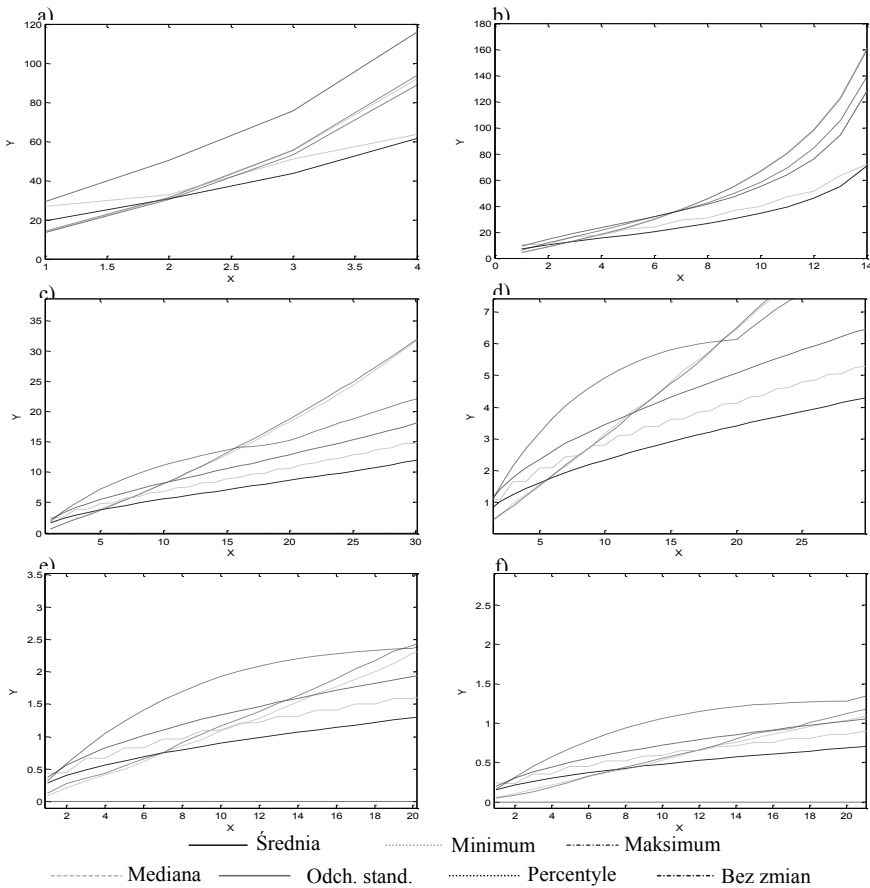 a)
120
100
80
60
40
20
0
Y
1 1.5 2 2.5 3 3.5 4
X
b)
180
160
140
120
100
80
60
40
20
0
Y
0 2 4 6 8 10 12 14
X
c)
35
30
25
20
15
10
5
0
Y
5 10 15 20 25 30
X
d)
7
6
5
4
3
2
1
Y
5 10 15 20 25
X
e)
3.5
3
2.5
2
1.5
1
0.5
0
Y
2 4 6 8 10 12 14 16 18 20
X
f)
2.5
2
1.5
1
0.5
0
Y
2 4 6 8 10 12 14 16 18 20
X
Średnia Minimum Maksimum
Mediana Odch. stand. Percentyle Bez zmian